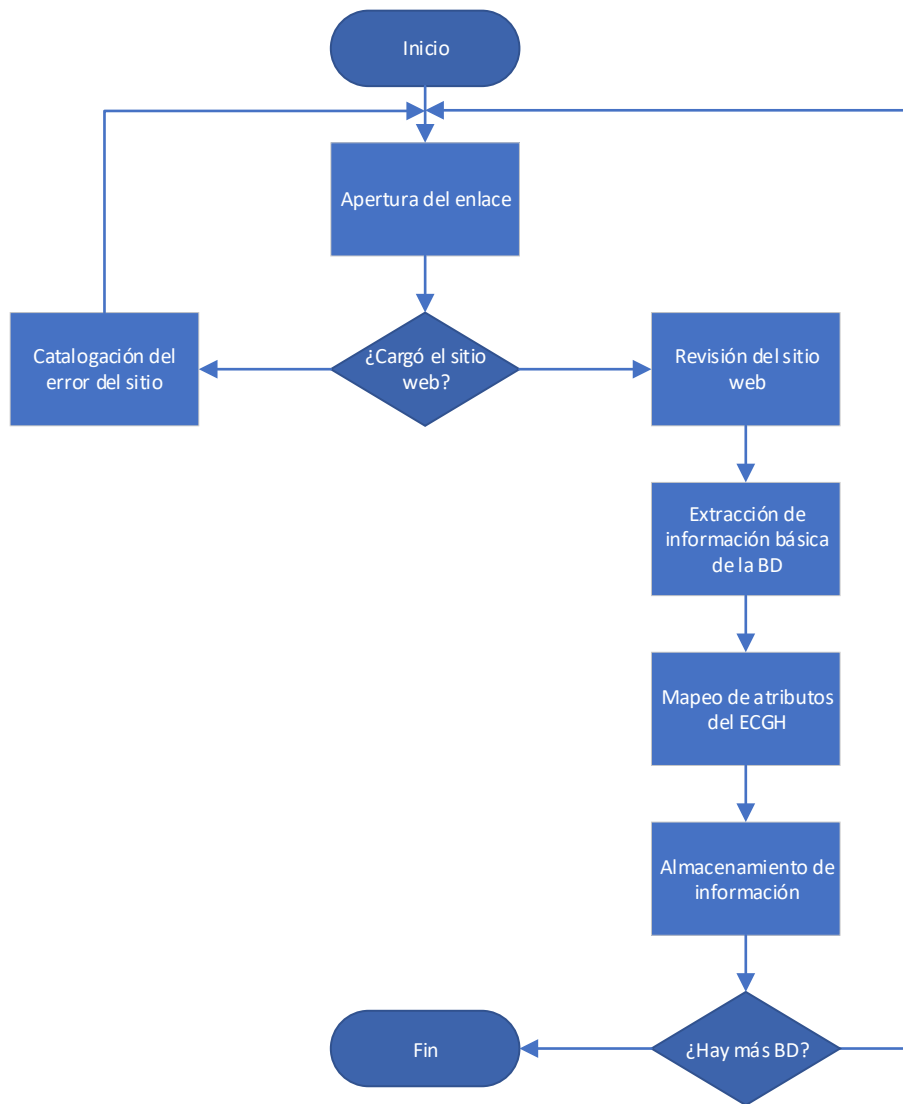 Inicio
Apertura del enlace
Catalogación del
error del sitio
¿Cargó el sitio
web?
Revisión del sitio
web
Extracción de
información básica
de la BD
Mapeo de atributos
del ECGH
Almacenamiento de
información
Fin
¿Hay más BD?